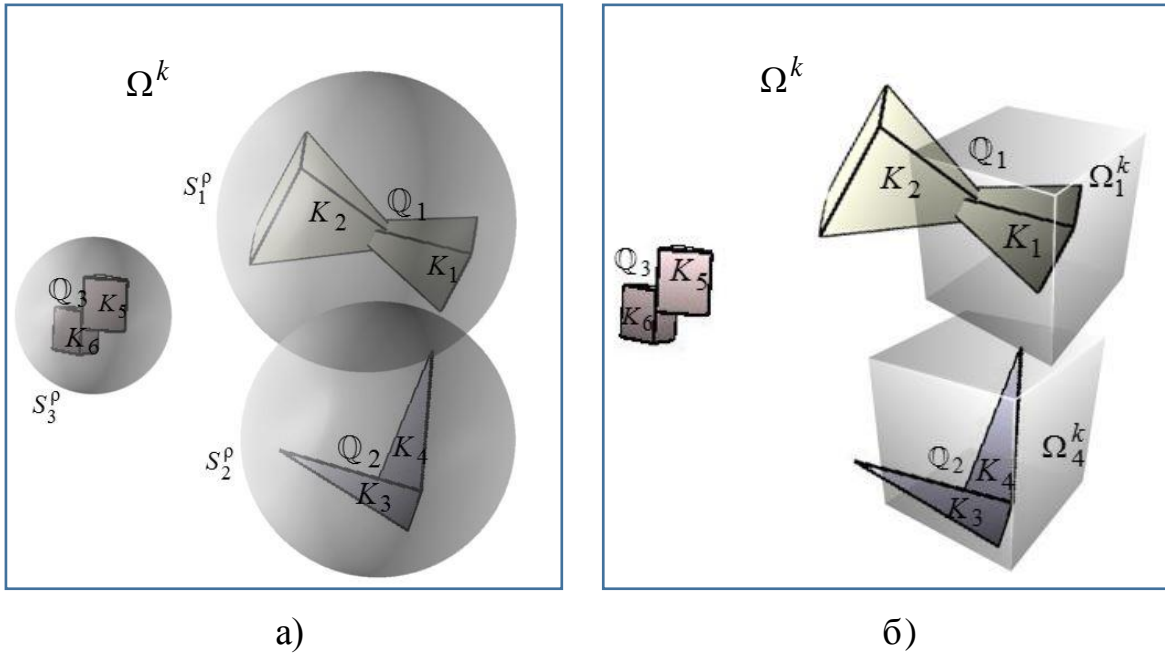 Ω^k
S_1^ρ
K_2
ℚ_1
K_1
ℚ_3
K_5
K_6
S_3^ρ
S_2^ρ
ℚ_2
K_4
K_3
а)
Ω^k
ℚ_1
Ω_1^k
K_2
K_1
ℚ_3
K_5
K_6
ℚ_2
K_4
Ω_4^k
K_3
б)